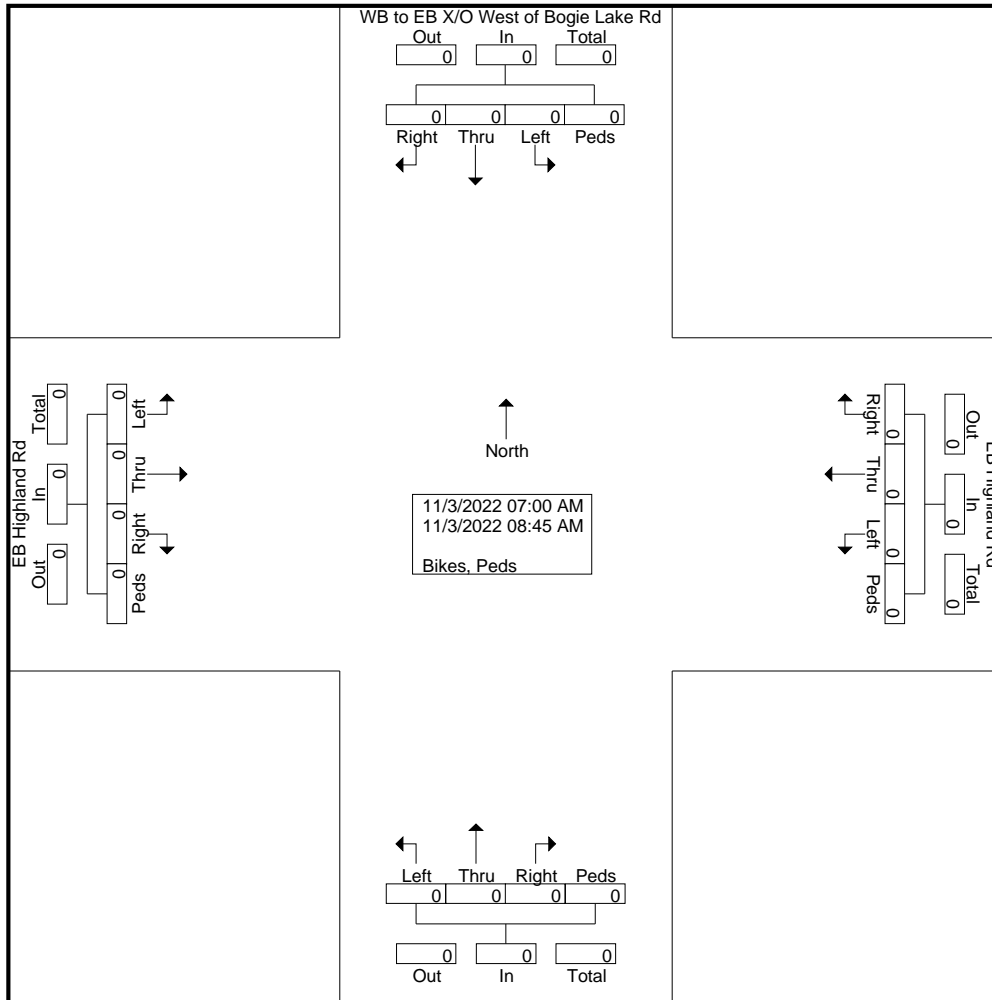 WB to EB X/O West of Bogie Lake Rd
Out In Total
0 0 0
0 0 0 0
Right Thru Left Peds
EB Highland Rd
Total In Out
0 0 0
0 0 0 0
Left Thru Right Peds
North
11/3/2022 07:00 AM
11/3/2022 08:45 AM
Bikes, Peds
Right Thru Left Peds
0 0 0 0
0 0 0
Out In Total
EB Highland Rd
Left Thru Right Peds
0 0 0 0
0 0 0
Out In Total